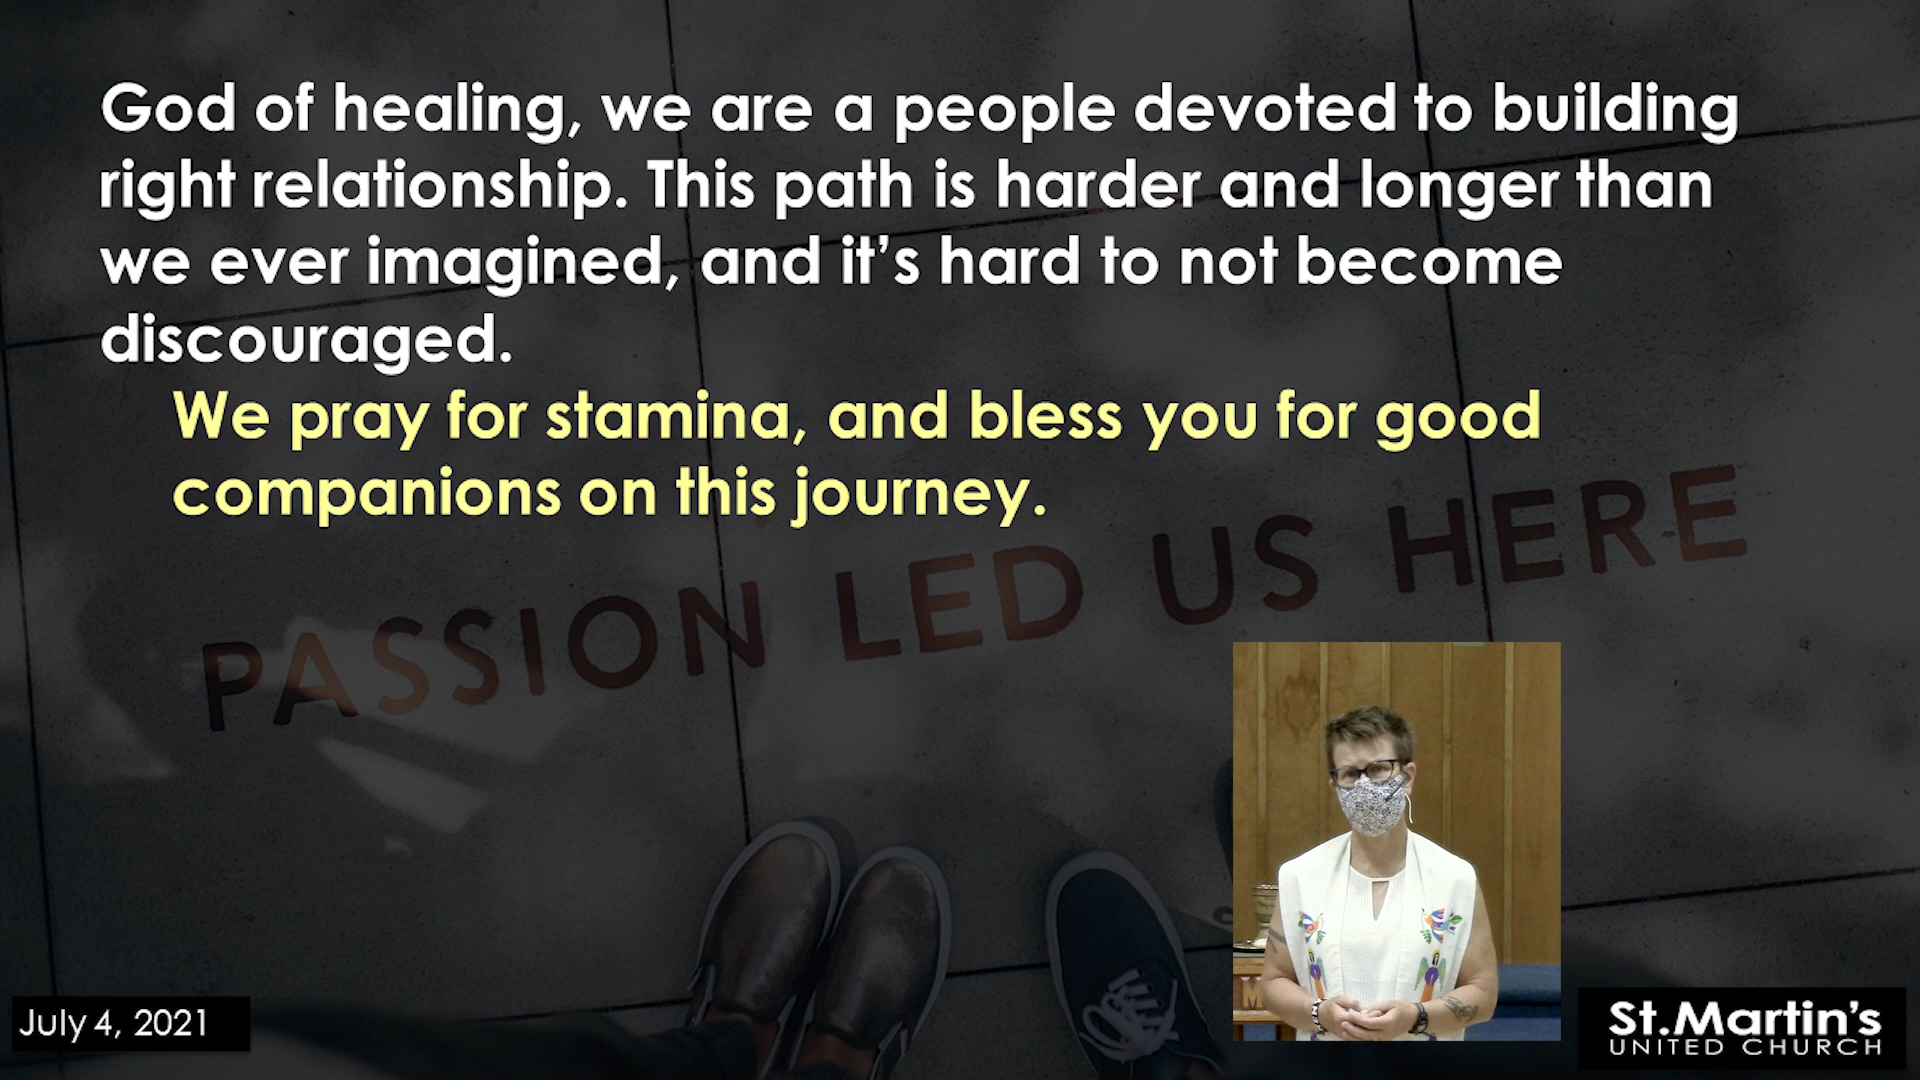 God of healing, we are a people devoted to building
right relationship. This path is harder and longer than
we ever imagined, and it’s hard to not become
discouraged.
We pray for stamina, and bless you for good
companions on this journey.
PASSION LED US HERE
July 4, 2021
St.Martin’s
UNITED CHURCH